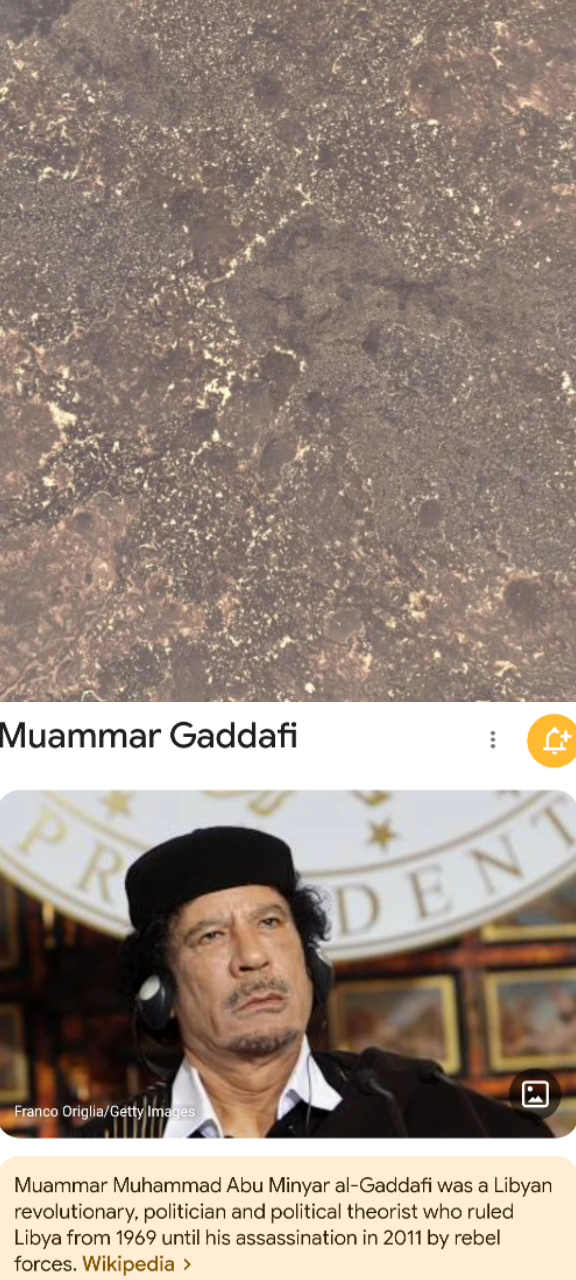 Muammar Gaddafi
PRESIDENT
Franco Origlia/Getty Images
Muammar Muhammad Abu Minyar al-Gaddafi was a Libyan
revolutionary, politician and political theorist who ruled
Libya from 1969 until his assassination in 2011 by rebel
forces. Wikipedia >